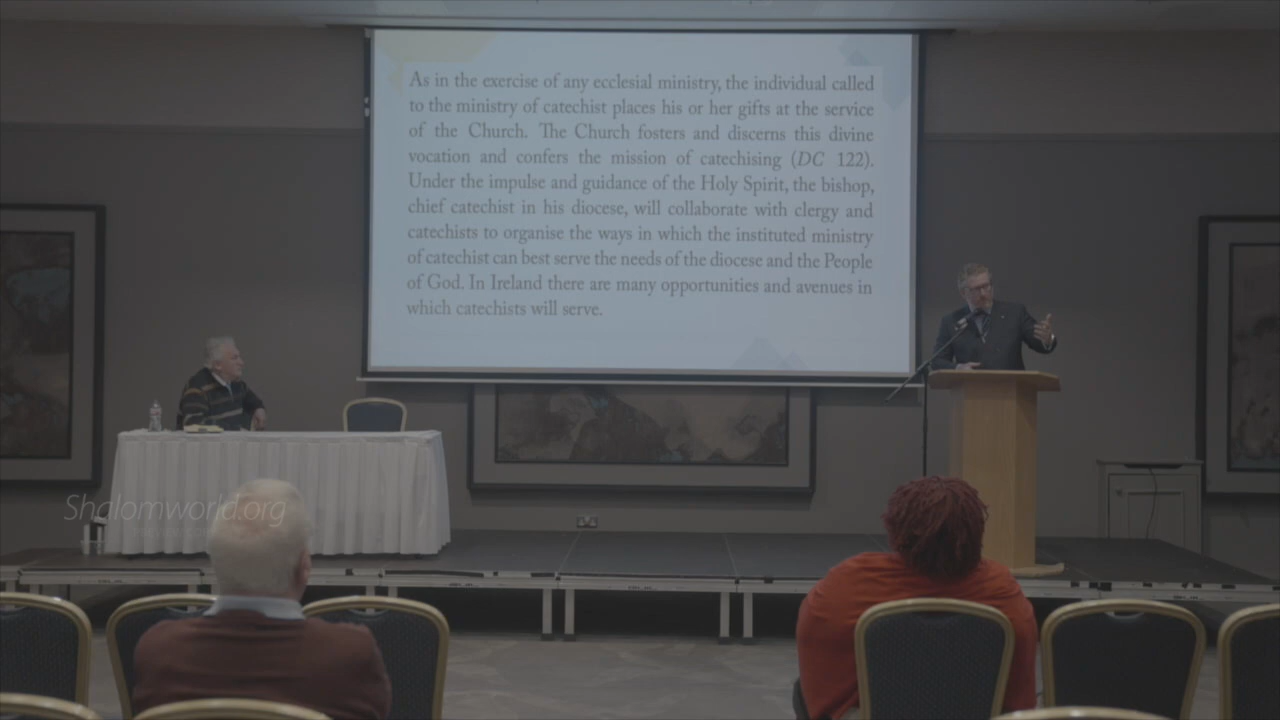 As in the exercise of any ecclesial ministry, the individual called
to the ministry of catechist places his or her gifts at the service
of the Church. The Church fosters and discerns this divine
vocation and confers the mission of catechising (DC 122).
Under the impulse and guidance of the Holy Spirit, the bishop,
chief catechist in his diocese, will collaborate with clergy and
catechists to organise the ways in which the instituted ministry
of catechist can best serve the needs of the diocese and the People
of God. In Ireland there are many opportunities and avenues in
which catechists will serve.
Shalomworld.org